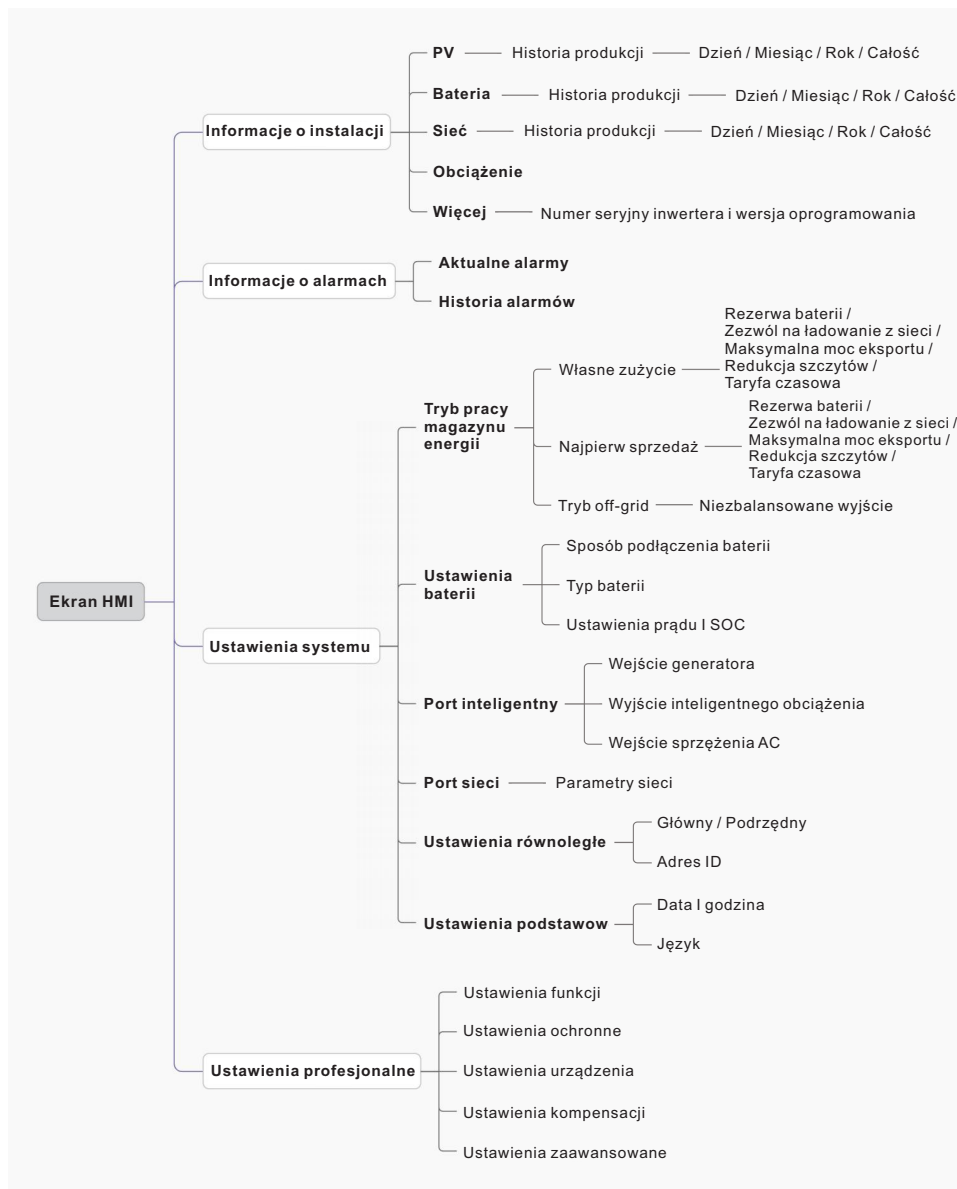 PV
Historia produkcji
Dzień / Miesiąc / Rok / Całość
Bateria
Historia produkcji
Dzień / Miesiąc / Rok / Całość
Informacje o instalacji
Sieć
Historia produkcji
Dzień / Miesiąc / Rok / Całość
Obciążenie
Więcej
Numer seryjny inwertera i wersja oprogramowania
Informacje o alarmach
Aktualne alarmy
Historia alarmów
Tryb pracy
magazynu
energii
Własne zużycie
Rezerwa baterii /
Zezwól na ładowanie z sieci /
Maksymalna moc eksportu /
Redukcja szczytów /
Taryfa czasowa
Najpierw sprzedaż
Rezerwa baterii /
Zezwól na ładowanie z sieci /
Maksymalna moc eksportu /
Redukcja szczytów /
Taryfa czasowa
Tryb off-grid
Niezbalansowane wyjście
Ekran HMI
Ustawienia systemu
Ustawienia
baterii
Sposób podłączenia baterii
Typ baterii
Ustawienia prądu I SOC
Port inteligentny
Wejście generatora
Wyjście inteligentnego obciążenia
Wejście sprzężenia AC
Port sieci
Parametry sieci
Ustawienia równoległe
Główny / Podrzędny
Adres ID
Ustawienia podstawow
Data I godzina
Język
Ustawienia profesjonalne
Ustawienia funkcji
Ustawienia ochronne
Ustawienia urządzenia
Ustawienia kompensacji
Ustawienia zaawansowane